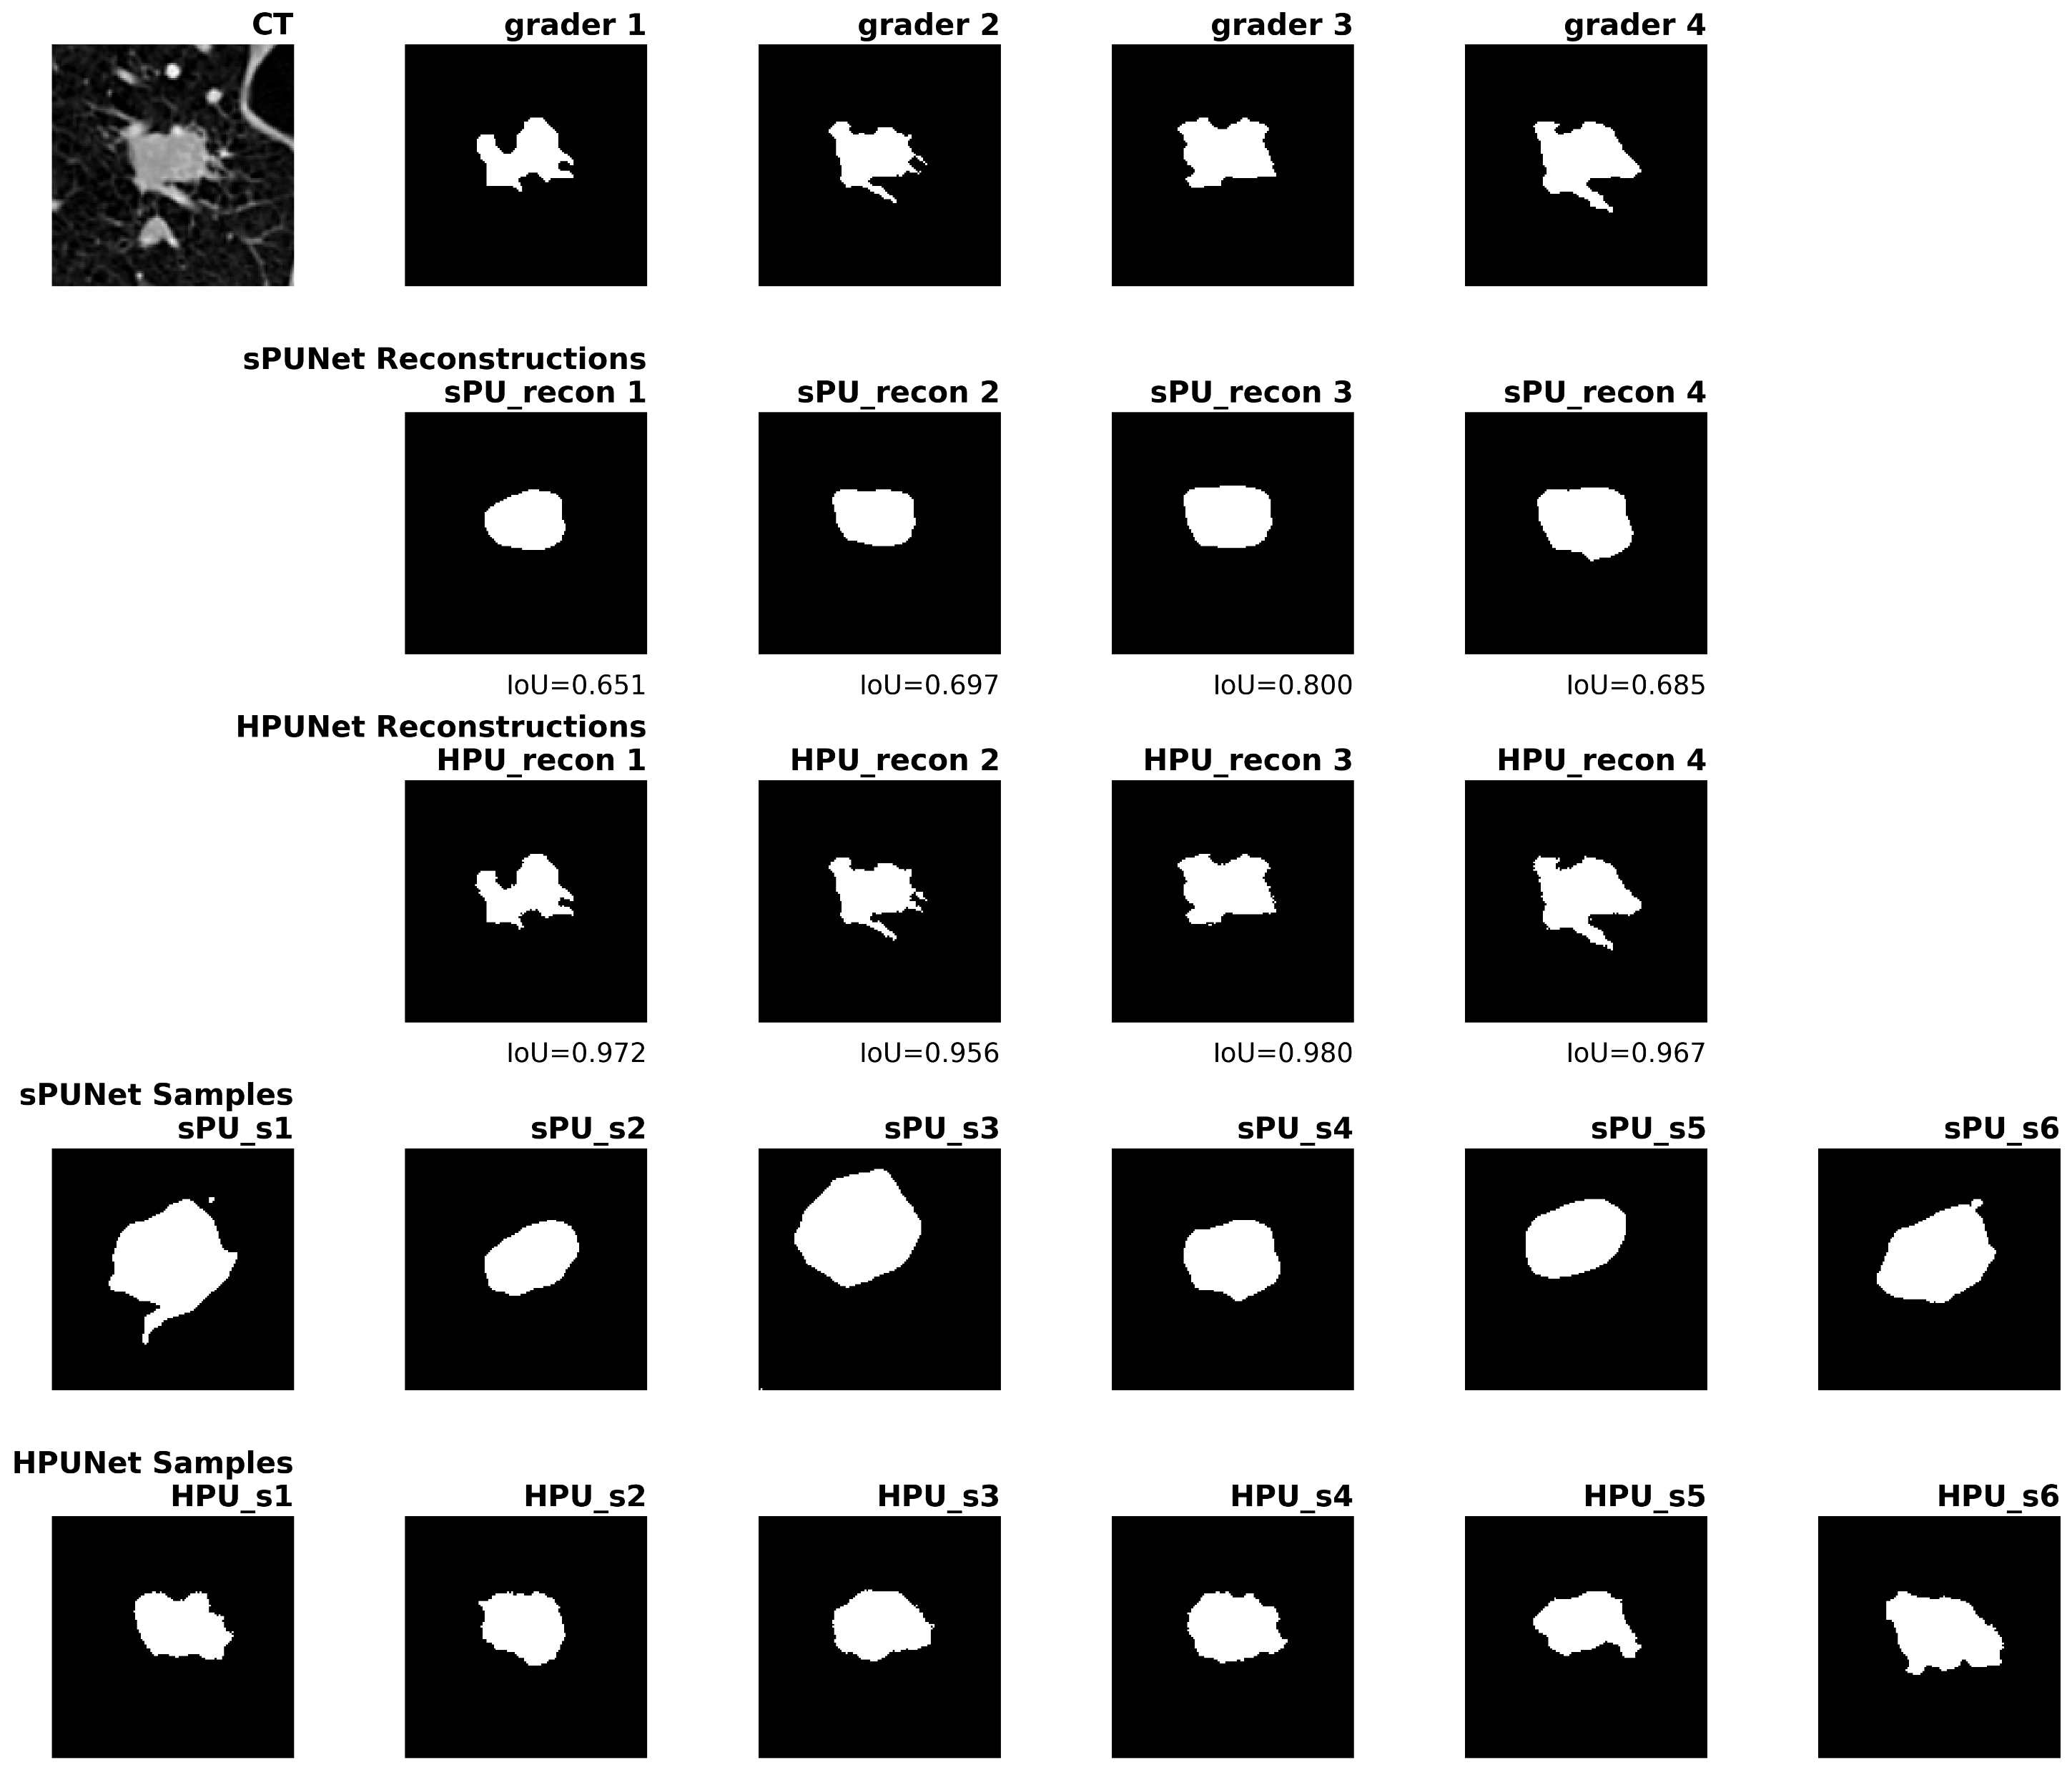 CT
grader 1
grader 2
grader 3
grader 4
sPUNet Reconstructions
sPU_recon 1
sPU_recon 2
sPU_recon 3
sPU_recon 4
IoU=0.651
IoU=0.697
IoU=0.800
IoU=0.685
HPUNet Reconstructions
HPU_recon 1
HPU_recon 2
HPU_recon 3
HPU_recon 4
IoU=0.972
IoU=0.956
IoU=0.980
IoU=0.967
sPUNet Samples
sPU_s1
sPU_s2
sPU_s3
sPU_s4
sPU_s5
sPU_s6
HPUNet Samples
HPU_s1
HPU_s2
HPU_s3
HPU_s4
HPU_s5
HPU_s6